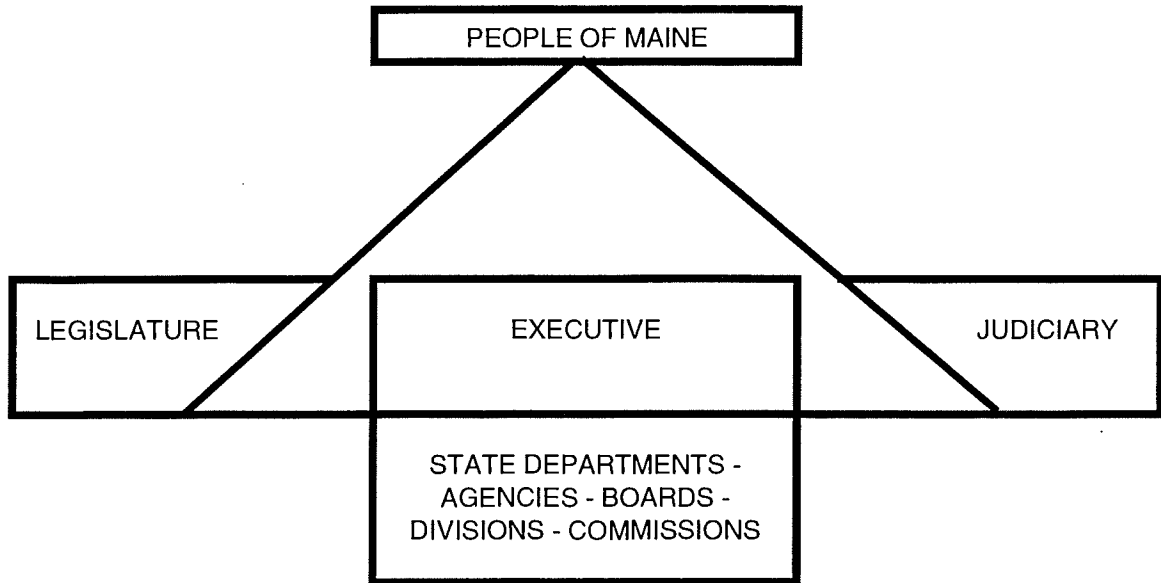 PEOPLE OF MAINE
LEGISLATURE
EXECUTIVE
JUDICIARY
STATE DEPARTMENTS -
AGENCIES - BOARDS -
DIVISIONS - COMMISSIONS